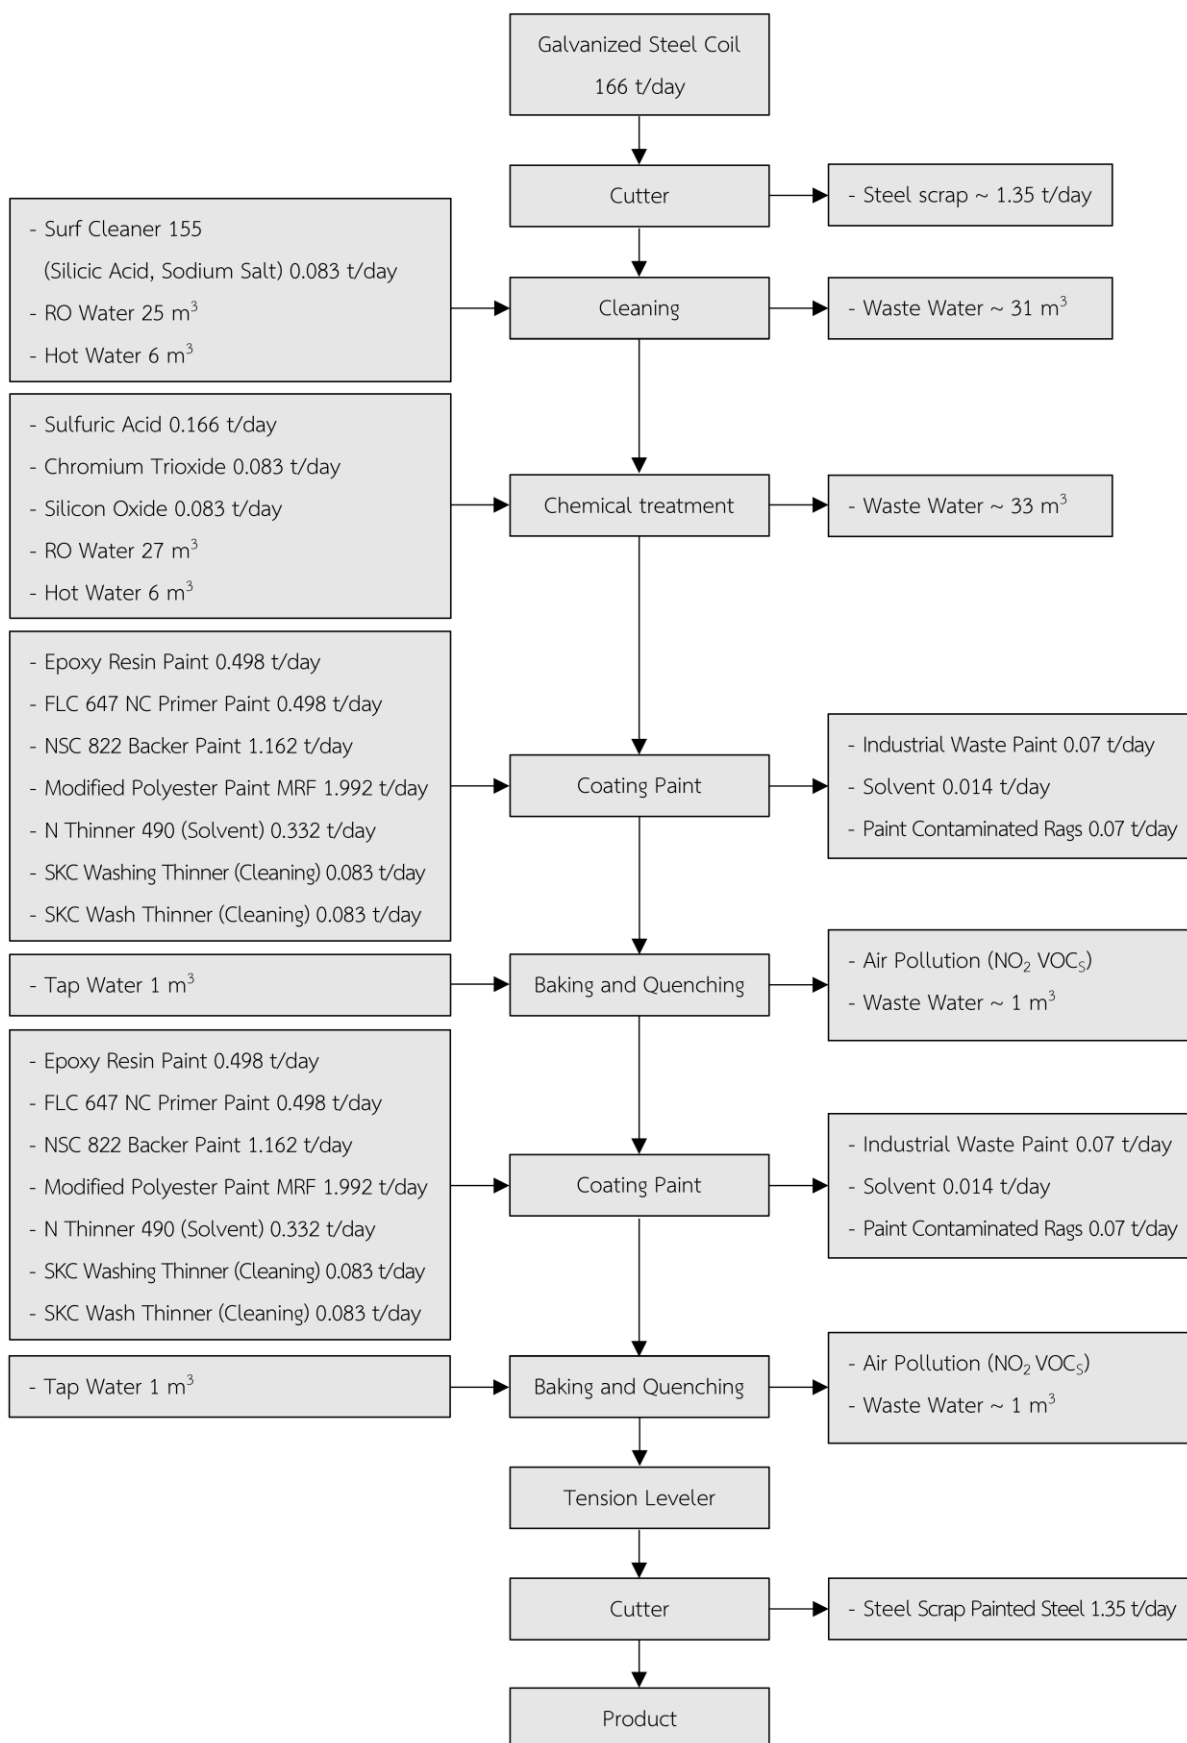 Galvanized Steel Coil
166 t/day
Cutter
- Steel scrap ~ 1.35 t/day
- Surf Cleaner 155
(Silicic Acid, Sodium Salt) 0.083 t/day
- RO Water 25 m³
- Hot Water 6 m³
Cleaning
- Waste Water ~ 31 m³
- Sulfuric Acid 0.166 t/day
- Chromium Trioxide 0.083 t/day
- Silicon Oxide 0.083 t/day
- RO Water 27 m³
- Hot Water 6 m³
Chemical treatment
- Waste Water ~ 33 m³
- Epoxy Resin Paint 0.498 t/day
- FLC 647 NC Primer Paint 0.498 t/day
- NSC 822 Backer Paint 1.162 t/day
- Modified Polyester Paint MRF 1.992 t/day
- N Thinner 490 (Solvent) 0.332 t/day
- SKC Washing Thinner (Cleaning) 0.083 t/day
- SKC Wash Thinner (Cleaning) 0.083 t/day
Coating Paint
- Industrial Waste Paint 0.07 t/day
- Solvent 0.014 t/day
- Paint Contaminated Rags 0.07 t/day
- Tap Water 1 m³
Baking and Quenching
- Air Pollution (NO₂ VOCₛ)
- Waste Water ~ 1 m³
- Epoxy Resin Paint 0.498 t/day
- FLC 647 NC Primer Paint 0.498 t/day
- NSC 822 Backer Paint 1.162 t/day
- Modified Polyester Paint MRF 1.992 t/day
- N Thinner 490 (Solvent) 0.332 t/day
- SKC Washing Thinner (Cleaning) 0.083 t/day
- SKC Wash Thinner (Cleaning) 0.083 t/day
Coating Paint
- Industrial Waste Paint 0.07 t/day
- Solvent 0.014 t/day
- Paint Contaminated Rags 0.07 t/day
- Tap Water 1 m³
Baking and Quenching
- Air Pollution (NO₂ VOCₛ)
- Waste Water ~ 1 m³
Tension Leveler
Cutter
- Steel Scrap Painted Steel 1.35 t/day
Product